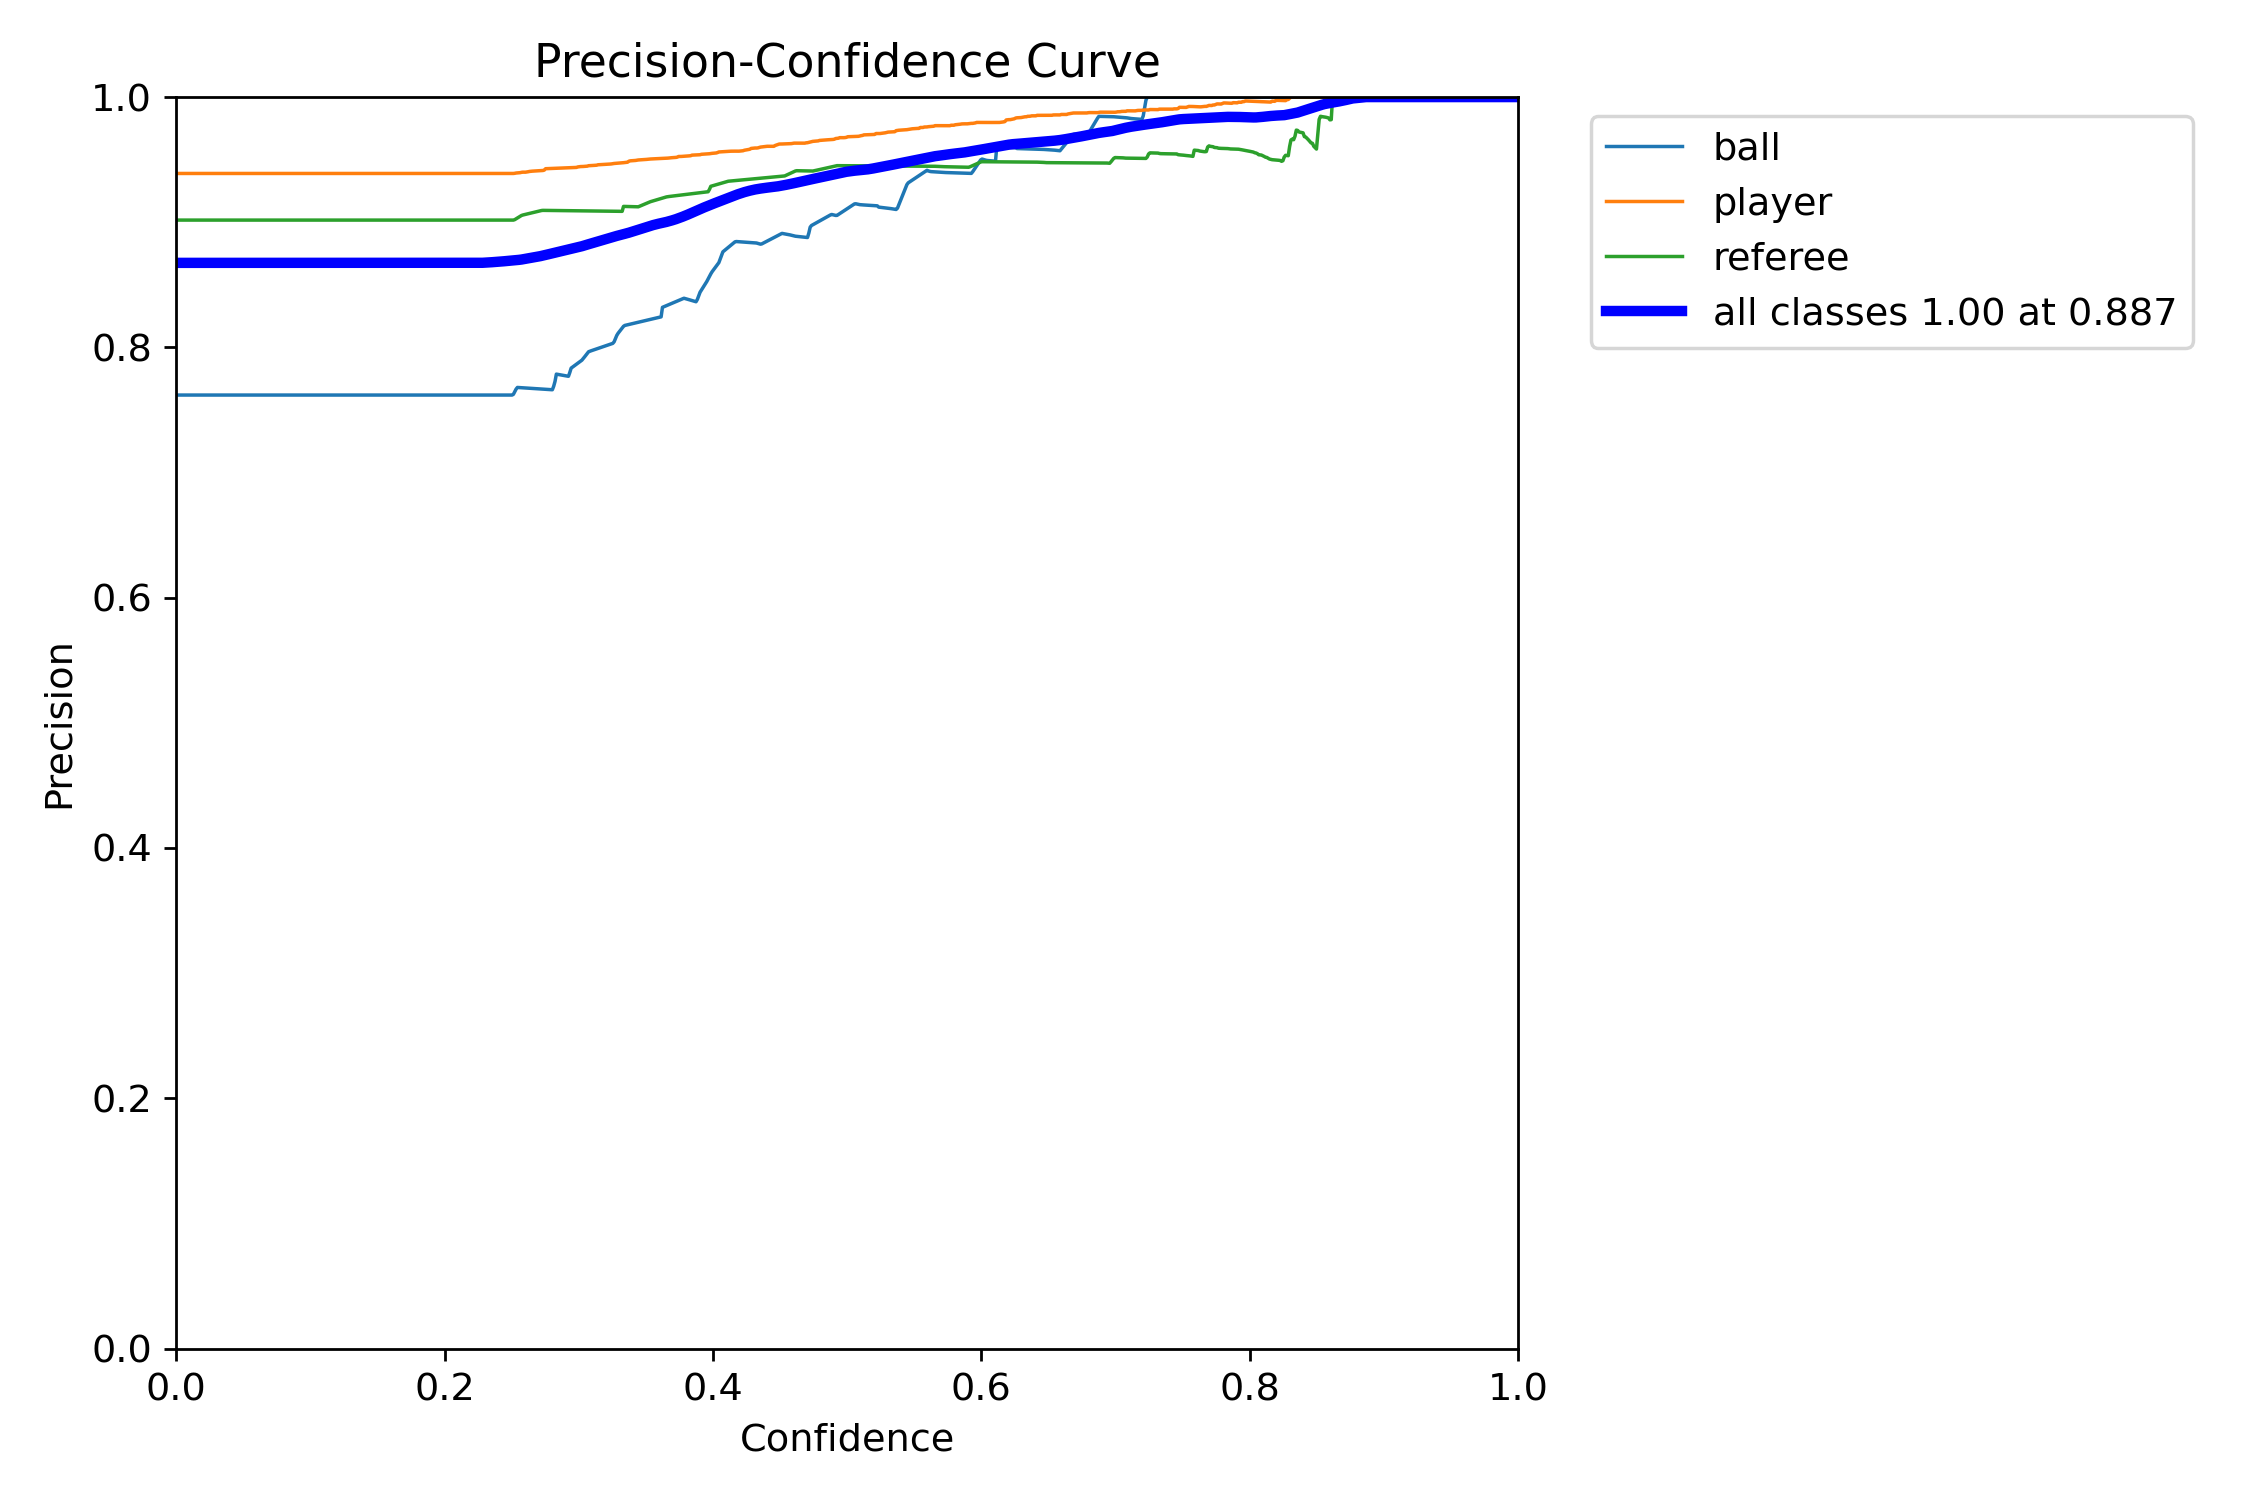 Precision-Confidence Curve
1.0
0.8
0.6
0.4
0.2
0.0
Precision
0.0 0.2 0.4 0.6 0.8 1.0
Confidence
ball
player
referee
all classes 1.00 at 0.887